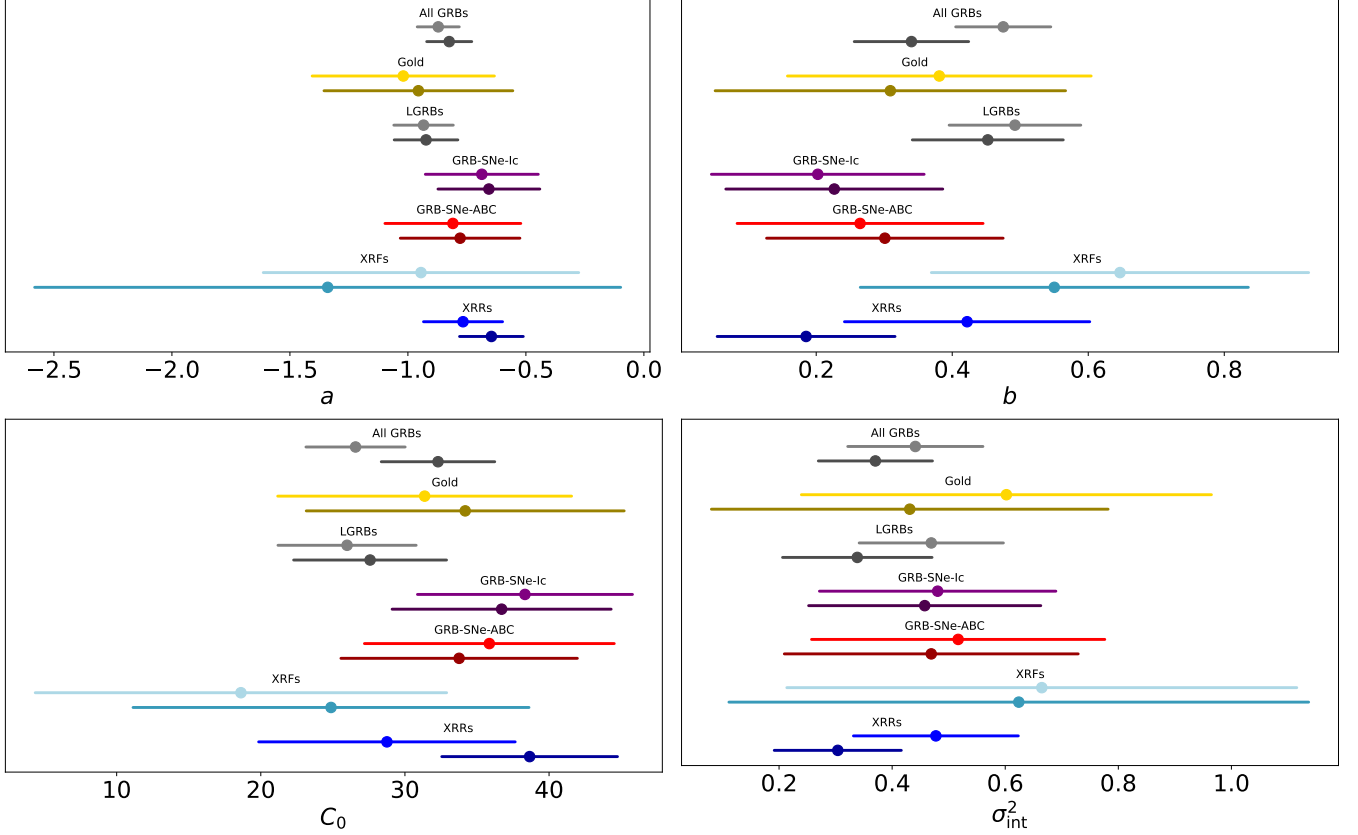 All GRBs
Gold
LGRBs
GRB-SNe-Ic
GRB-SNe-ABC
XRFs
XRRs
−2.5 −2.0 −1.5 −1.0 −0.5 0.0
a
All GRBs
Gold
LGRBs
GRB-SNe-Ic
GRB-SNe-ABC
XRFs
XRRs
0.2 0.4 0.6 0.8
b
All GRBs
Gold
LGRBs
GRB-SNe-Ic
GRB-SNe-ABC
XRFs
XRRs
10 20 30 40
C₀
All GRBs
Gold
LGRBs
GRB-SNe-Ic
GRB-SNe-ABC
XRFs
XRRs
0.2 0.4 0.6 0.8 1.0
σ²int